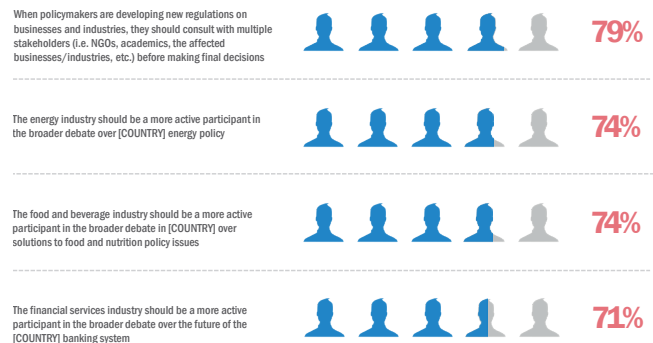 When policymakers are developing new regulations on
businesses and industries, they should consult with multiple
stakeholders (i.e. NGOs, academics, the affected
businesses/industries, etc.) before making final decisions
79%
The energy industry should be a more active participant in
the broader debate over [COUNTRY] energy policy
74%
The food and beverage industry should be a more active
participant in the broader debate in [COUNTRY] over
solutions to food and nutrition policy issues
74%
The financial services industry should be a more active
participant in the broader debate over the future of the
[COUNTRY] banking system
71%